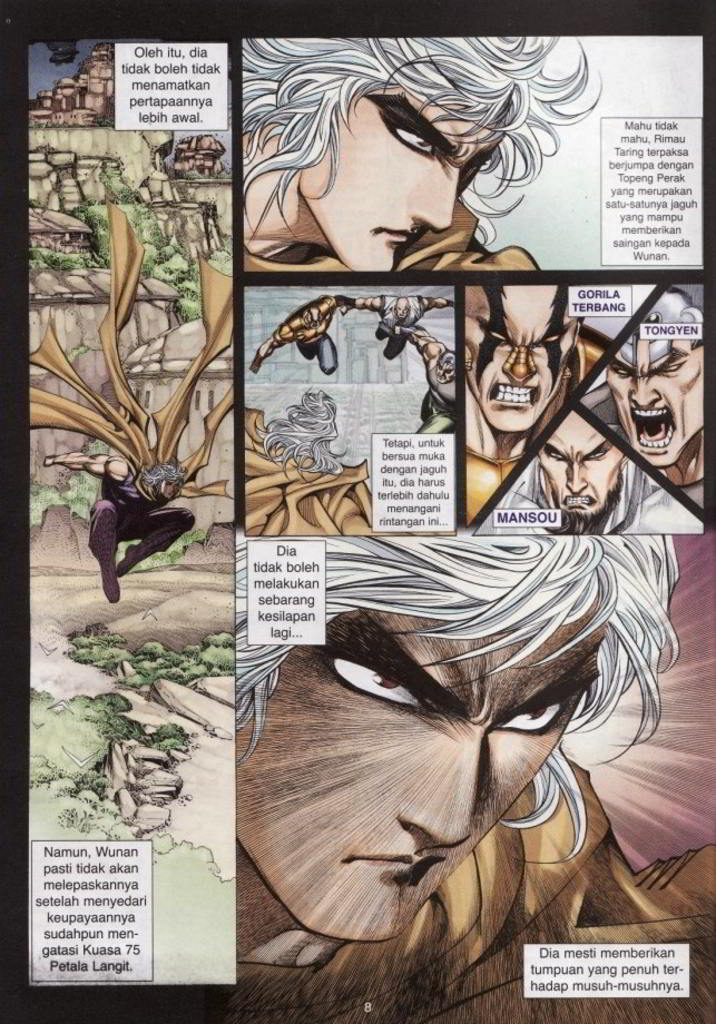 Oleh itu, dia
tidak boleh tidak
menamatkan
pertapaannya
lebih awal.
Mahu tidak
mahu, Rimau
Taring terpaksa
berjumpa dengan
Topeng Perak
yang merupakan
satu-satunya jaguh
yang mampu
memberikan
saingan kepada
Wunan.
Tetapi, untuk
bersua muka
dengan jaguh
itu, dia harus
terlebih dahulu
menangani
rintangan ini...
GORILA
TERBANG
TONGYEN
MANSOU
Namun, Wunan
pasti tidak akan
melepaskannya
setelah menyedari
keupayaannya
sudahpun men-
gatasi Kuasa 75
Petala Langit.
Dia
tidak boleh
melakukan
sebarang
kesilapan
lagi...
Dia mesti memberikan
tumpuan yang penuh ter-
hadap musuh-musuhnya.
8